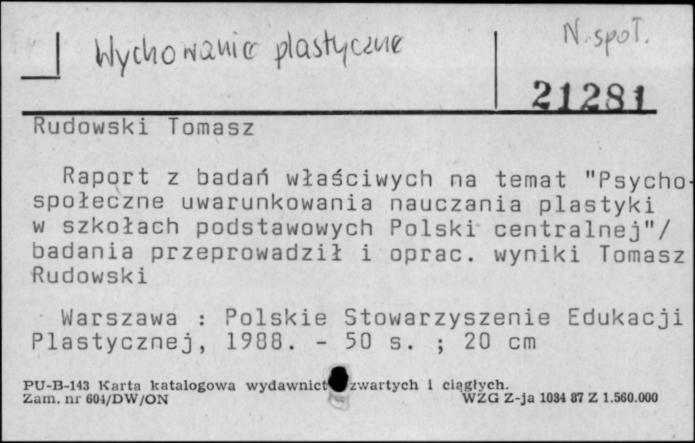 Wychowanie plastyczne
N. społ.
21281
Rudowski Tomasz
Raport z badań właściwych na temat "Psycho-
społeczne uwarunkowania nauczania plastyki
w szkołach podstawowych Polski centralnej"/
badania przeprowadził i oprac. wyniki Tomasz
Rudowski
Warszawa : Polskie Stowarzyszenie Edukacji
Plastycznej, 1988. - 50 s. ; 20 cm
PU-B-143 Karta katalogowa wydawnict zwartych i ciągłych.
Zam. nr 604/DW/ON WZG Z-ja 1034 87 Z 1.560.000